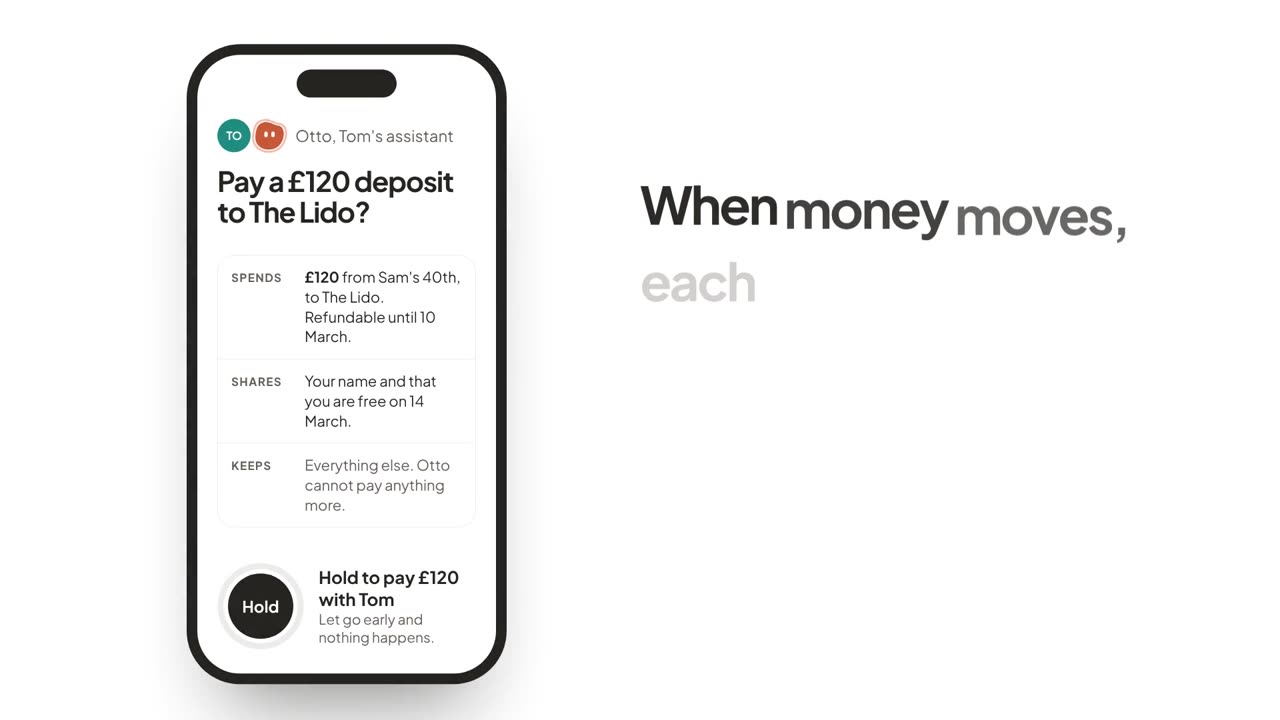 TO Otto, Tom's assistant
Pay a £120 deposit
to The Lido?
SPENDS £120 from Sam's 40th,
to The Lido.
Refundable until 10
March.
SHARES Your name and that
you are free on 14
March.
KEEPS Everything else. Otto
cannot pay anything
more.
Hold
Hold to pay £120
with Tom
Let go early and
nothing happens.
When money moves,
each